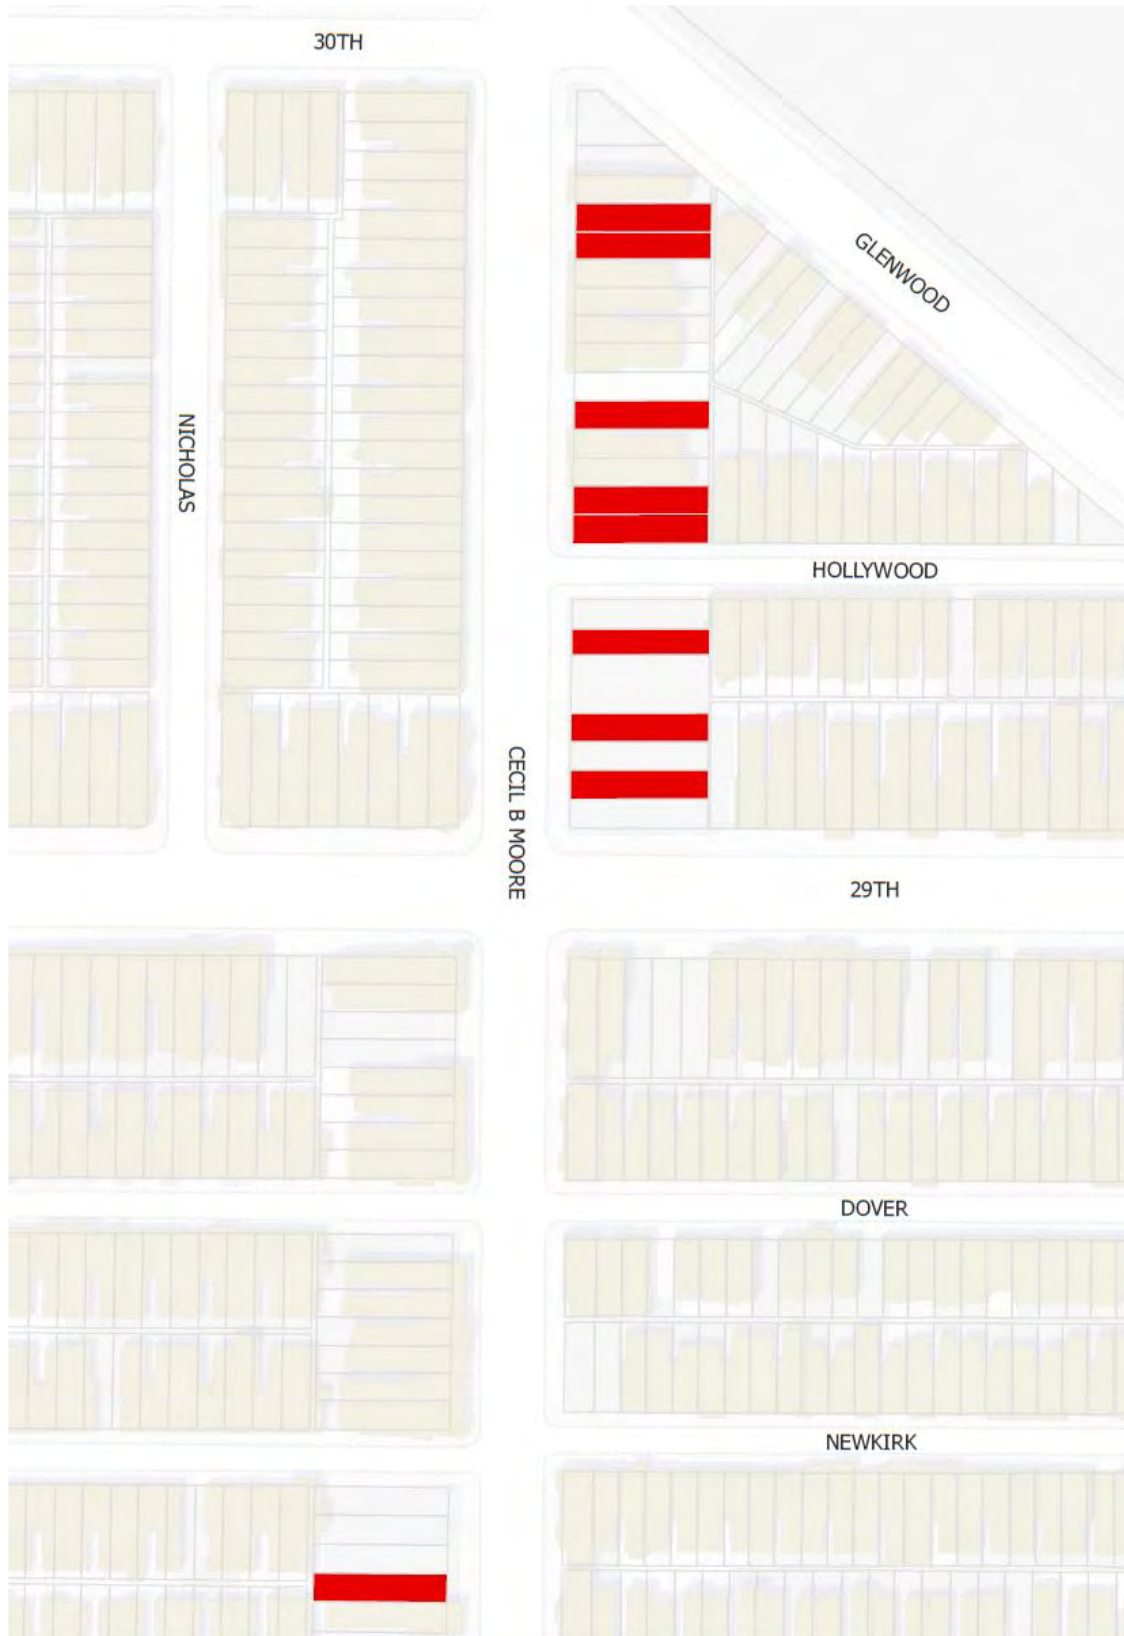 30TH
GLENWOOD
NICHOLAS
HOLLYWOOD
CECIL B MOORE
29TH
DOVER
NEWKIRK